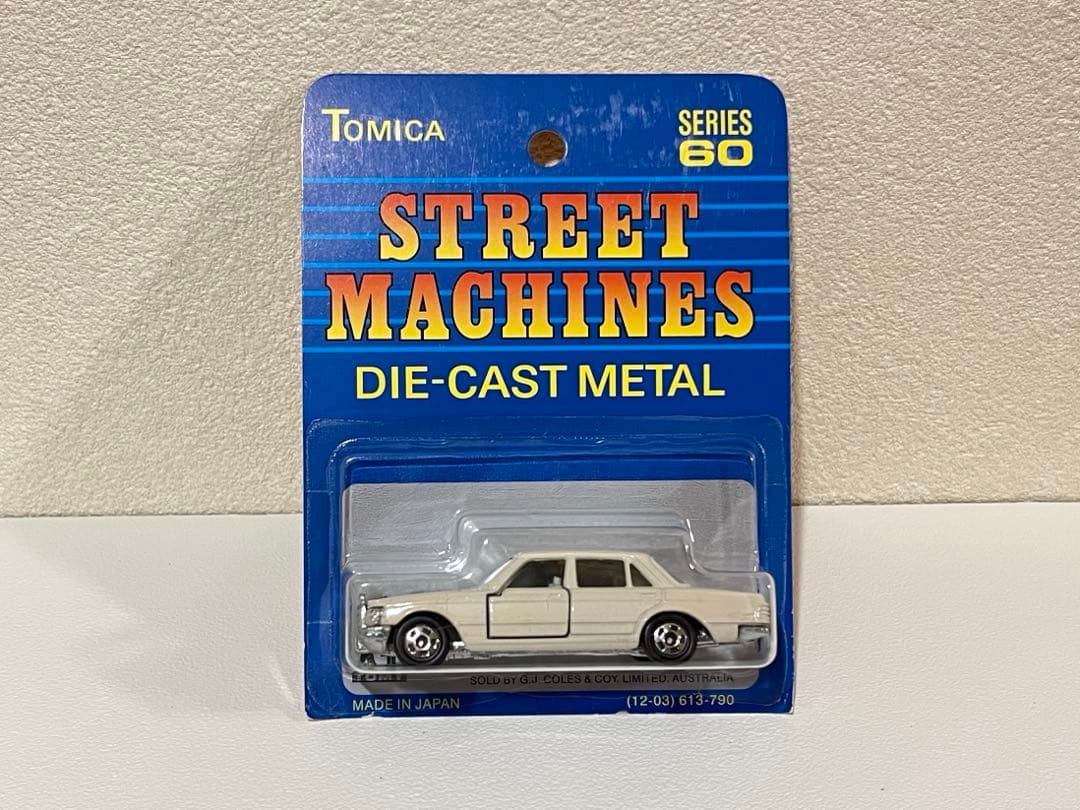 TOMICA
SERIES
60
STREET
MACHINES
DIE-CAST METAL
TOMY
SOLD BY G.J. COLES & COY. LIMITED. AUSTRALIA
MADE IN JAPAN
(12-03) 613-790